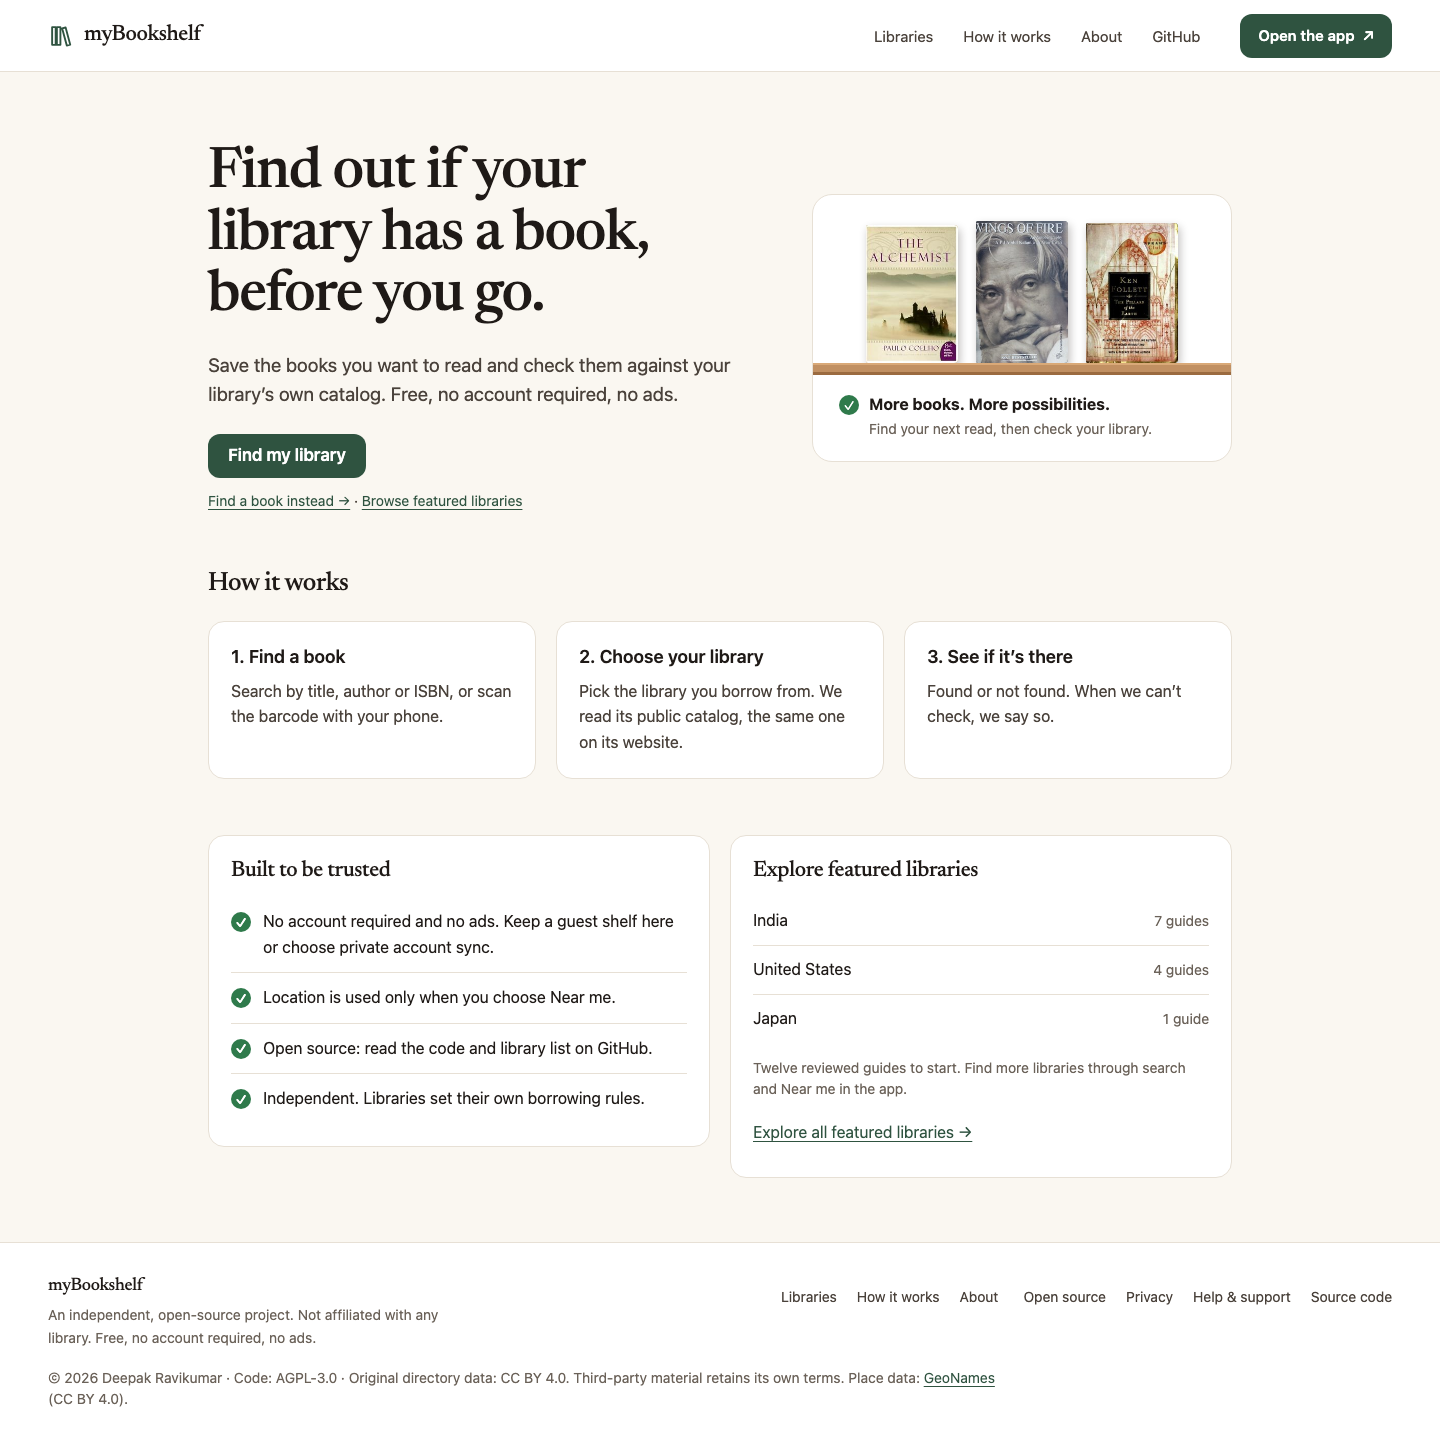 myBookshelf
Libraries
How it works
About
GitHub
Open the app ↗
Find out if your
library has a book,
before you go.
Save the books you want to read and check them against your
library’s own catalog. Free, no account required, no ads.
Find my library
Find a book instead → · Browse featured libraries
THE
ALCHEMIST
PAULO COELHO
WINGS OF FIRE
KEN
FOLLETT
THE PILLARS
of the
EARTH
More books. More possibilities.
Find your next read, then check your library.
How it works
1. Find a book
Search by title, author or ISBN, or scan
the barcode with your phone.
2. Choose your library
Pick the library you borrow from. We
read its public catalog, the same one
on its website.
3. See if it’s there
Found or not found. When we can’t
check, we say so.
Built to be trusted
No account required and no ads. Keep a guest shelf here
or choose private account sync.
Location is used only when you choose Near me.
Open source: read the code and library list on GitHub.
Independent. Libraries set their own borrowing rules.
Explore featured libraries
India 7 guides
United States 4 guides
Japan 1 guide
Twelve reviewed guides to start. Find more libraries through search
and Near me in the app.
Explore all featured libraries →
myBookshelf
An independent, open-source project. Not affiliated with any
library. Free, no account required, no ads.
Libraries
How it works
About
Open source
Privacy
Help & support
Source code
© 2026 Deepak Ravikumar · Code: AGPL-3.0 · Original directory data: CC BY 4.0. Third-party material retains its own terms. Place data: GeoNames
(CC BY 4.0).